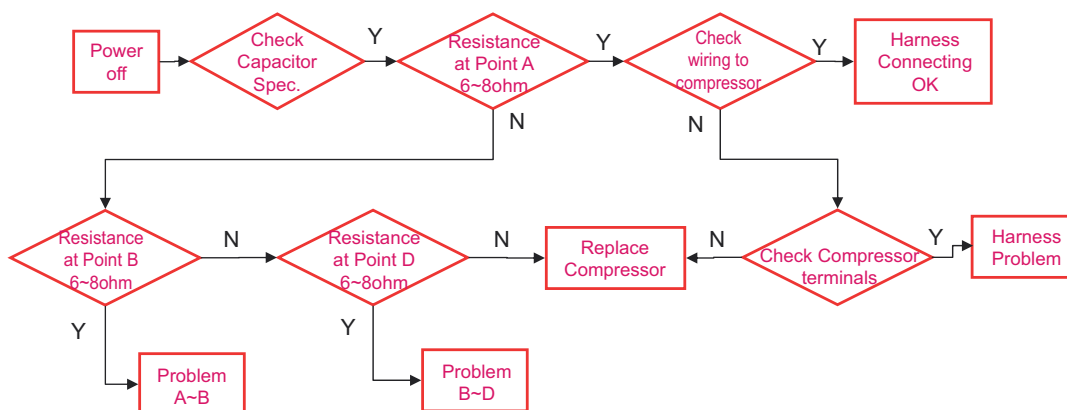 Power
off
Check
Capacitor
Spec.
Y
Resistance
at Point A
6~8ohm
Y
Check
wiring to
compressor
Y
Harness
Connecting
OK
N
N
Resistance
at Point B
6~8ohm
N
Resistance
at Point D
6~8ohm
N
Replace
Compressor
N
Check Compressor
terminals
Y
Harness
Problem
Y
Y
Problem
A~B
Problem
B~D